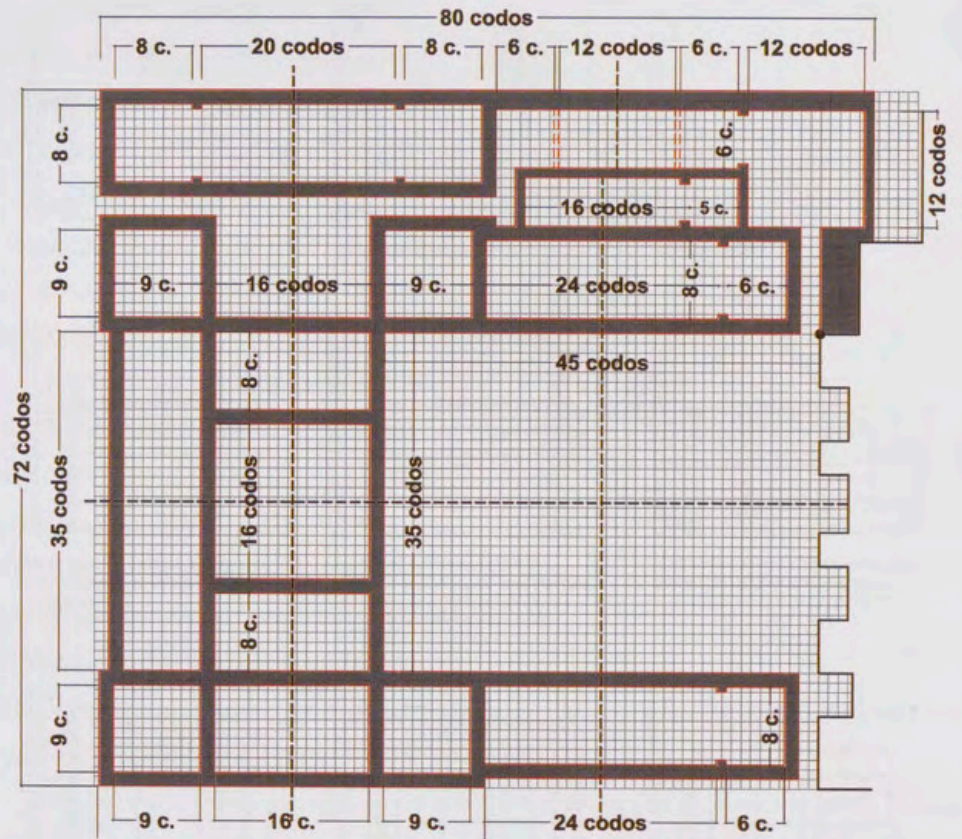 80 codos
8 c. 20 codos 8 c. 6 c. 12 codos 6 c. 12 codos
8 c.
6 c.
12 codos
16 codos 5 c.
9 c.
9 c. 16 codos 9 c. 24 codos 8 c. 6 c.
8 c.
45 codos
72 codos
35 codos
16 codos
35 codos
8 c.
9 c.
8 c.
9 c. 16 c. 9 c. 24 codos 6 c.